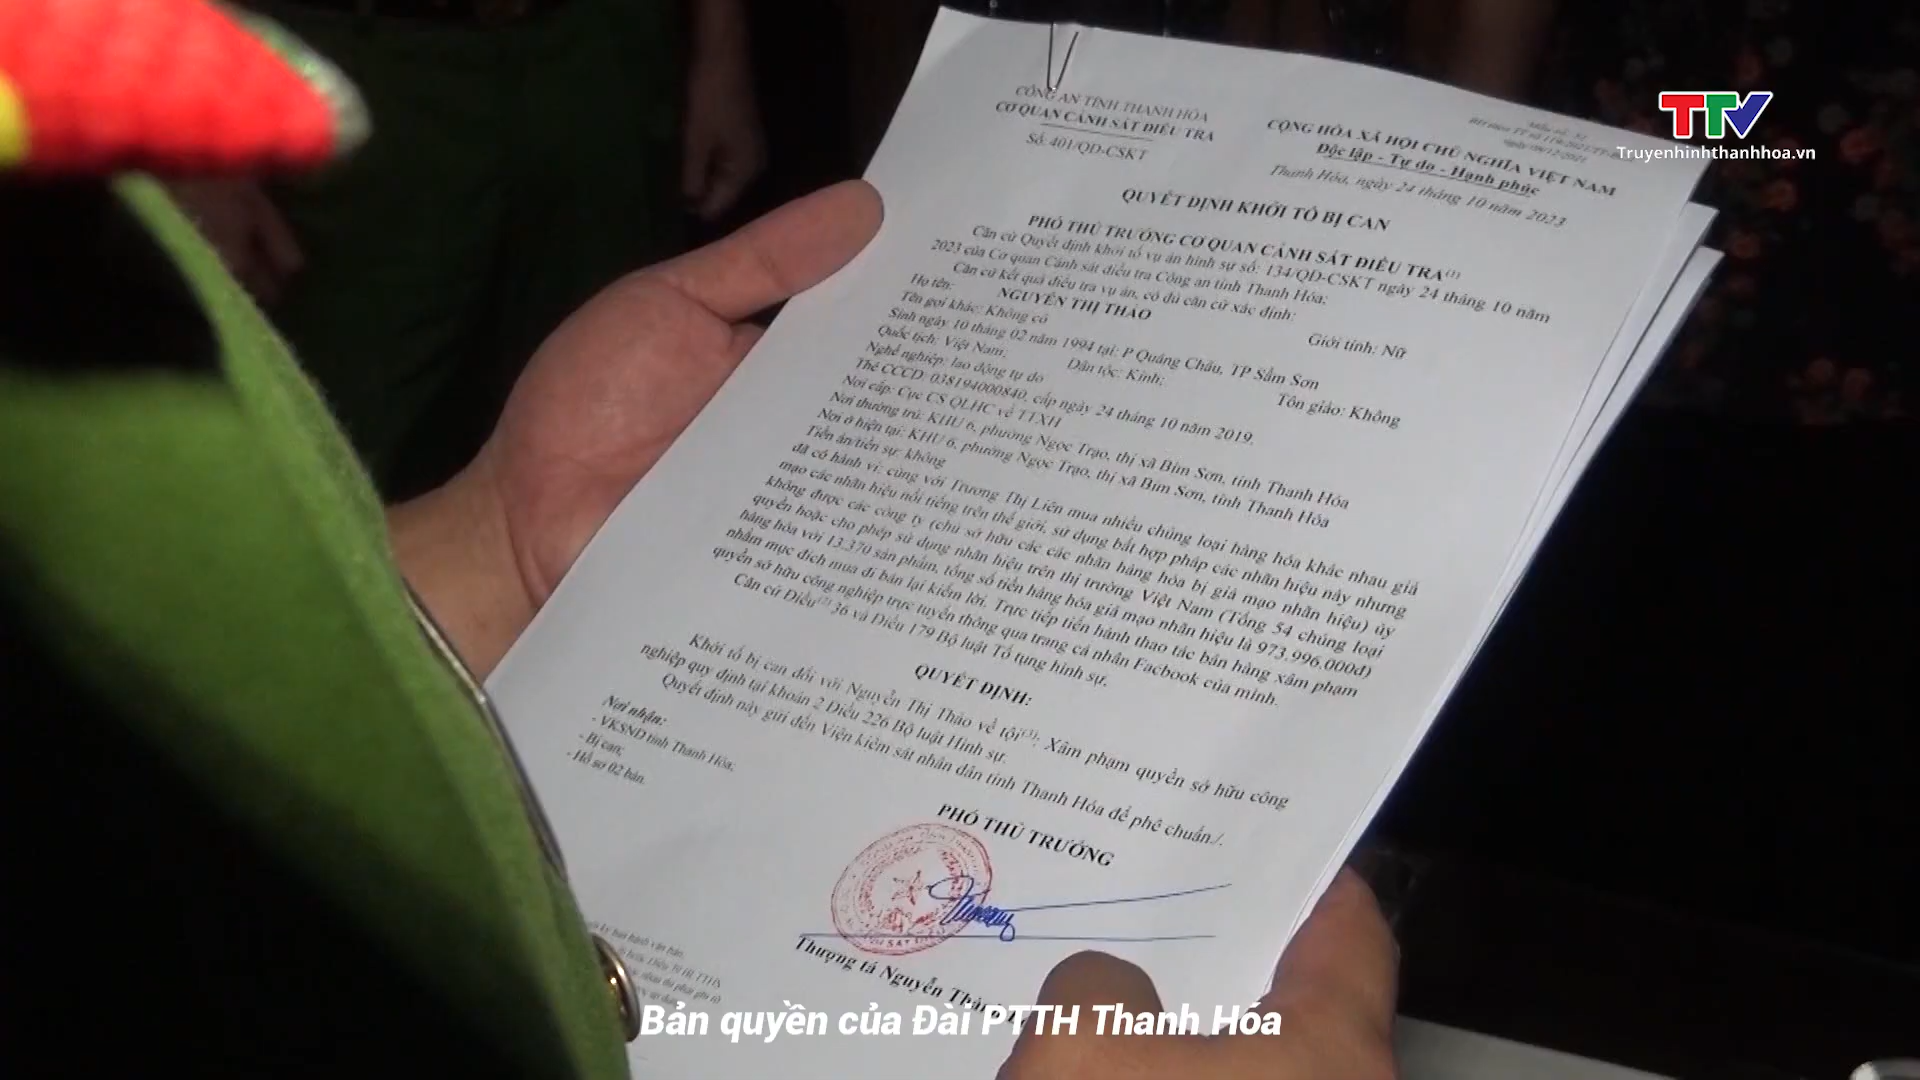 TTV
Truyenhinhthanhhoa.vn
CÔNG AN TỈNH THANH HÓA
CƠ QUAN CẢNH SÁT ĐIỀU TRA
Số: 401/QĐ-CSKT
CỘNG HÒA XÃ HỘI CHỦ NGHĨA VIỆT NAM
Độc lập - Tự do - Hạnh phúc
Thanh Hóa, ngày 24 tháng 10 năm 2023
QUYẾT ĐỊNH KHỞI TỐ BỊ CAN
PHÓ THỦ TRƯỞNG CƠ QUAN CẢNH SÁT ĐIỀU TRA(1)
Căn cứ Quyết định khởi tố vụ án hình sự số: 134/QĐ-CSKT ngày 24 tháng 10 năm
2023 của Cơ quan Cảnh sát điều tra Công an tỉnh Thanh Hóa;
Căn cứ kết quả điều tra vụ án, có đủ căn cứ xác định:
Họ tên: NGUYỄN THỊ THẢO Giới tính: Nữ
Tên gọi khác: Không có
Sinh ngày 10 tháng 02 năm 1994 tại: P Quảng Châu, TP Sầm Sơn
Quốc tịch: Việt Nam; Dân tộc: Kinh; Tôn giáo: Không
Nghề nghiệp: lao động tự do
Thẻ CCCD: 038194000840, cấp ngày 24 tháng 10 năm 2019.
Nơi cấp: Cục CS QLHC về TTXH
Nơi thường trú: KHU 6, phường Ngọc Trạo, thị xã Bỉm Sơn, tỉnh Thanh Hóa
Nơi ở hiện tại: KHU 6, phường Ngọc Trạo, thị xã Bỉm Sơn, tỉnh Thanh Hóa
Tiền án/tiền sự: không
đã có hành vi: cùng với Trương Thị Liên mua nhiều chủng loại hàng hóa khác nhau giả
mạo các nhãn hiệu nổi tiếng trên thế giới, sử dụng bất hợp pháp các nhãn hiệu này nhưng
không được các công ty (chủ sở hữu các các nhãn hàng hóa bị giả mạo nhãn hiệu) ủy
quyền hoặc cho phép sử dụng nhãn hiệu trên thị trường Việt Nam (Tổng 54 chủng loại
hàng hóa với 13.370 sản phẩm, tổng số tiền hàng hóa giả mạo nhãn hiệu là 973.996.000đ)
nhằm mục đích mua đi bán lại kiếm lời. Trực tiếp tiến hành thao tác bán hàng xâm phạm
quyền sở hữu công nghiệp trực tuyến thông qua trang cá nhân Facbook của mình.
Căn cứ Điều(2) 36 và Điều 179 Bộ luật Tố tụng hình sự.
QUYẾT ĐỊNH:
Khởi tố bị can đối với Nguyễn Thị Thảo về tội(3): Xâm phạm quyền sở hữu công
nghiệp quy định tại khoản 2 Điều 226 Bộ luật Hình sự.
Quyết định này gửi đến Viện kiểm sát nhân dân tỉnh Thanh Hóa để phê chuẩn./.
Nơi nhận:
- VKSND tỉnh Thanh Hóa;
- Bị can;
- Hồ sơ 02 bản.
PHÓ THỦ TRƯỞNG
Thượng tá Nguyễn
Bản quyền của Đài PTTH Thanh Hóa